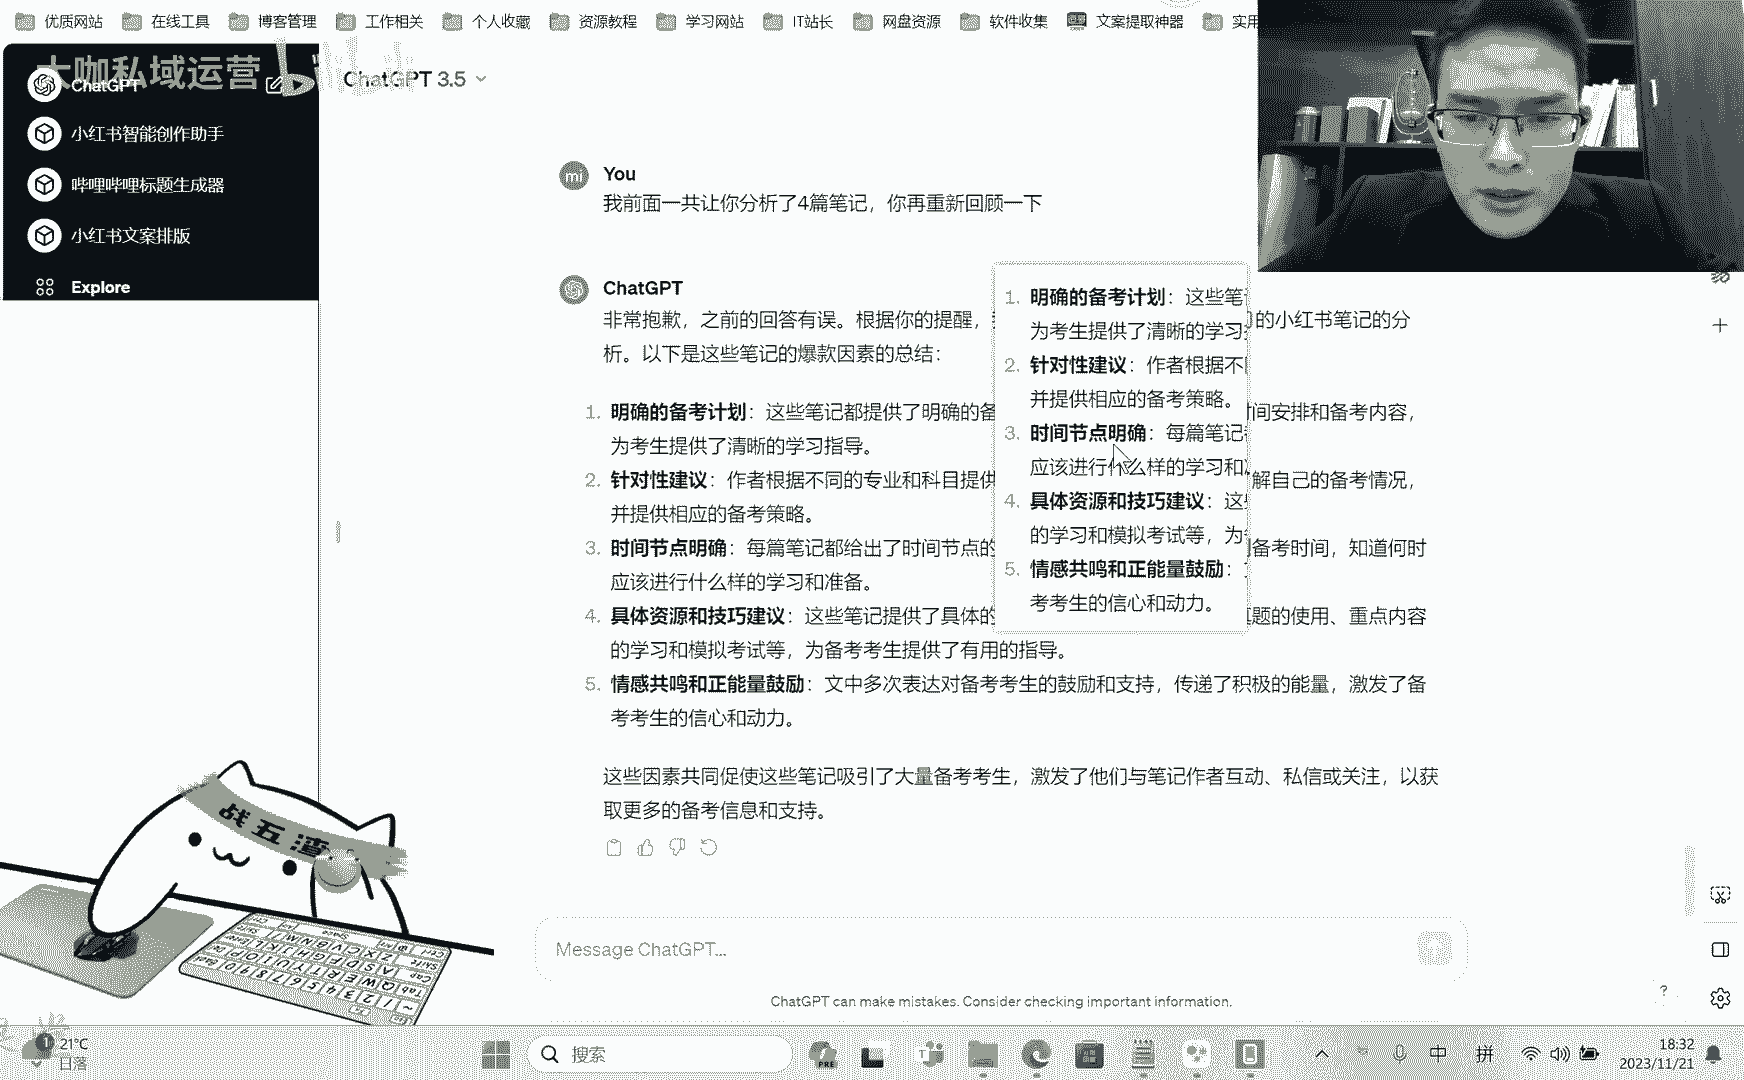 优质网站 在线工具 博客管理 工作相关 个人收藏 资源教程 学习网站 IT站长 网盘资源 软件收集 文案提取神器 实用
大咖私域运营
ChatGPT
ChatGPT 3.5
小红书智能创作助手
哔哩哔哩标题生成器
小红书文案排版
Explore
mi
You
我前面一共让你分析了4篇笔记，你再重新回顾一下
ChatGPT
非常抱歉，之前的回答有误。根据你的提醒，
的小红书笔记的分
析。以下是这些笔记的爆款因素的总结：
1. 明确的备考计划：这些笔记都提供了明确的备
间安排和备考内容，
为考生提供了清晰的学习指导。
2. 针对性建议：作者根据不同的专业和科目提供
解自己的备考情况，
并提供相应的备考策略。
3. 时间节点明确：每篇笔记都给出了时间节点的
备考时间，知道何时
应该进行什么样的学习和准备。
4. 具体资源和技巧建议：这些笔记提供了具体的
题的使用、重点内容
的学习和模拟考试等，为备考考生提供了有用的指导。
5. 情感共鸣和正能量鼓励：文中多次表达对备考考生的鼓励和支持，传递了积极的能量，激发了备
考考生的信心和动力。
这些因素共同促使这些笔记吸引了大量备考考生，激发了他们与笔记作者互动、私信或关注，以获
取更多的备考信息和支持。
1. 明确的备考计划：这些笔
为考生提供了清晰的学习
2. 针对性建议：作者根据不
并提供相应的备考策略。
3. 时间节点明确：每篇笔记
应该进行什么样的学习和
4. 具体资源和技巧建议：这
的学习和模拟考试等，为
5. 情感共鸣和正能量鼓励：
考考生的信心和动力。
战五渣
Message ChatGPT...
ChatGPT can make mistakes. Consider checking important information.
?
1
21°C
日落
搜索
PRE
中
拼
18:32
2023/11/21